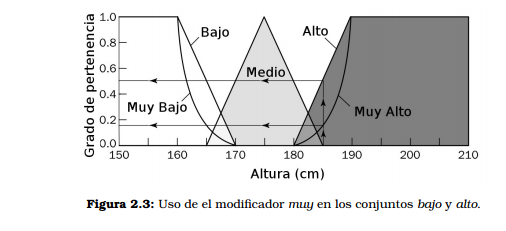 Grado de pertenencia
1.0
0.8
0.6
0.4
0.2
0.0
Bajo
Alto
Medio
Muy Bajo
Muy Alto
150 160 170 180 190 200 210
Altura (cm)
Figura 2.3: Uso de el modificador muy en los conjuntos bajo y alto.